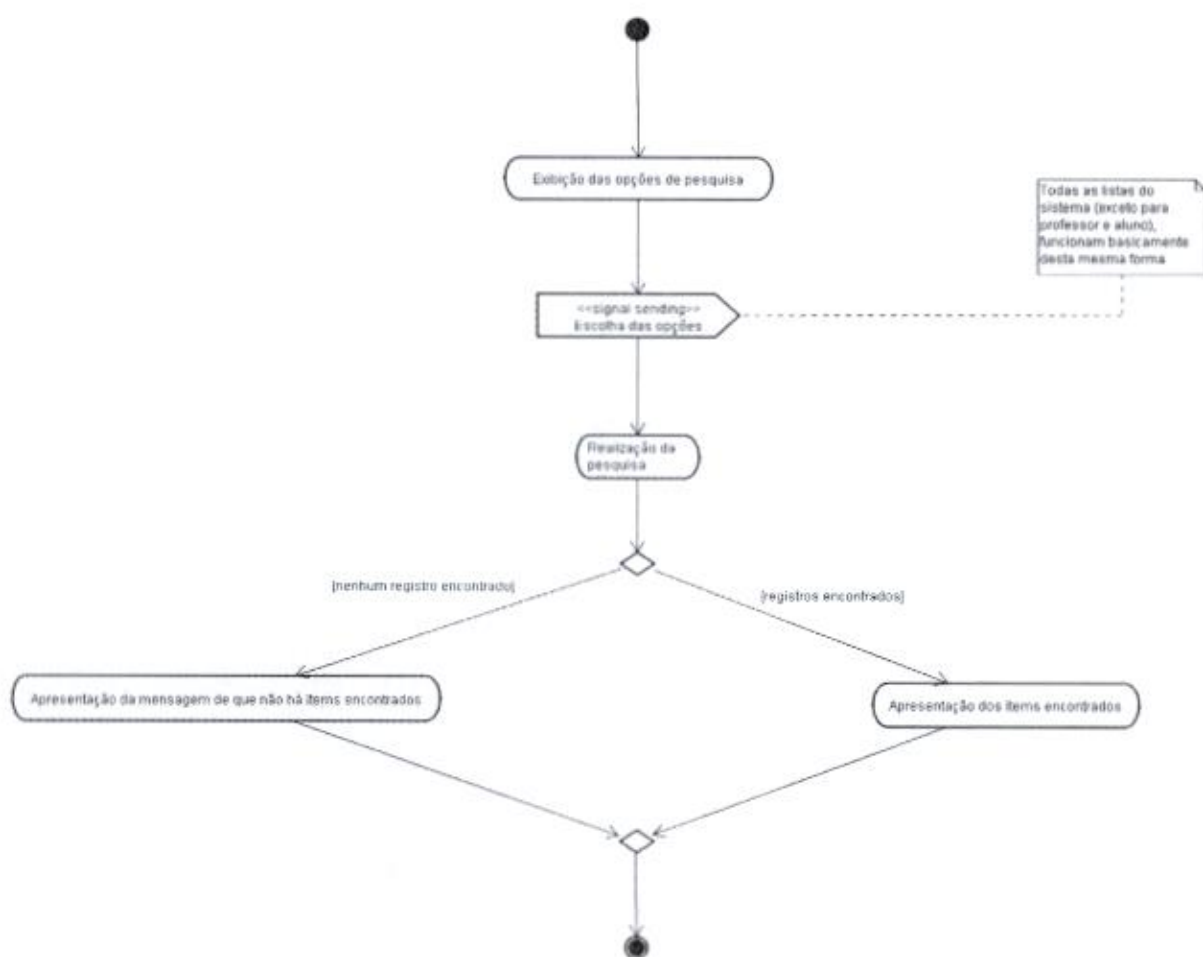 Exibição das opções de pesquisa
Todas as listas do
sistema (exceto para
professor e aluno),
funcionam basicamente
desta mesma forma
<<signal sending>>
Escolha das opções
Realização da
pesquisa
[nenhum registro encontrado]
[registros encontrados]
Apresentação da mensagem de que não há ítems encontrados
Apresentação dos ítems encontrados